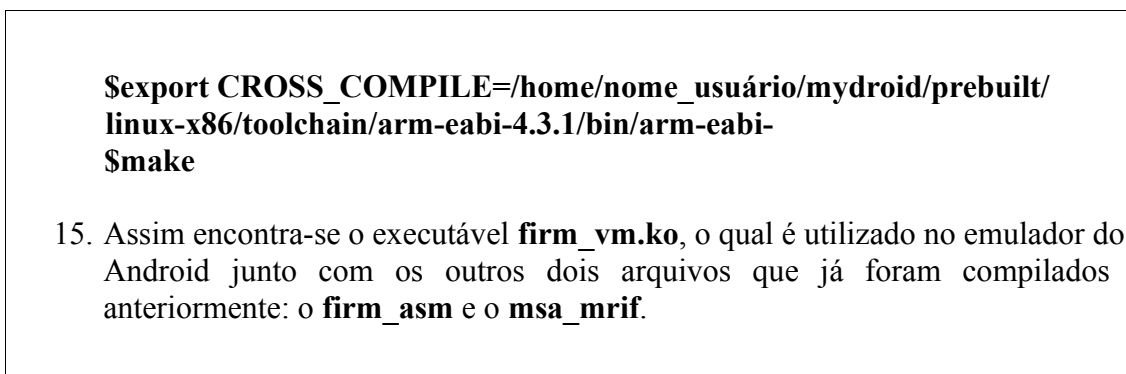 $export CROSS_COMPILE=/home/nome_usuário/mydroid/prebuilt/
linux-x86/toolchain/arm-eabi-4.3.1/bin/arm-eabi-
$make
15. Assim encontra-se o executável firm_vm.ko, o qual é utilizado no emulador do
Android junto com os outros dois arquivos que já foram compilados
anteriormente: o firm_asm e o msa_mrif.